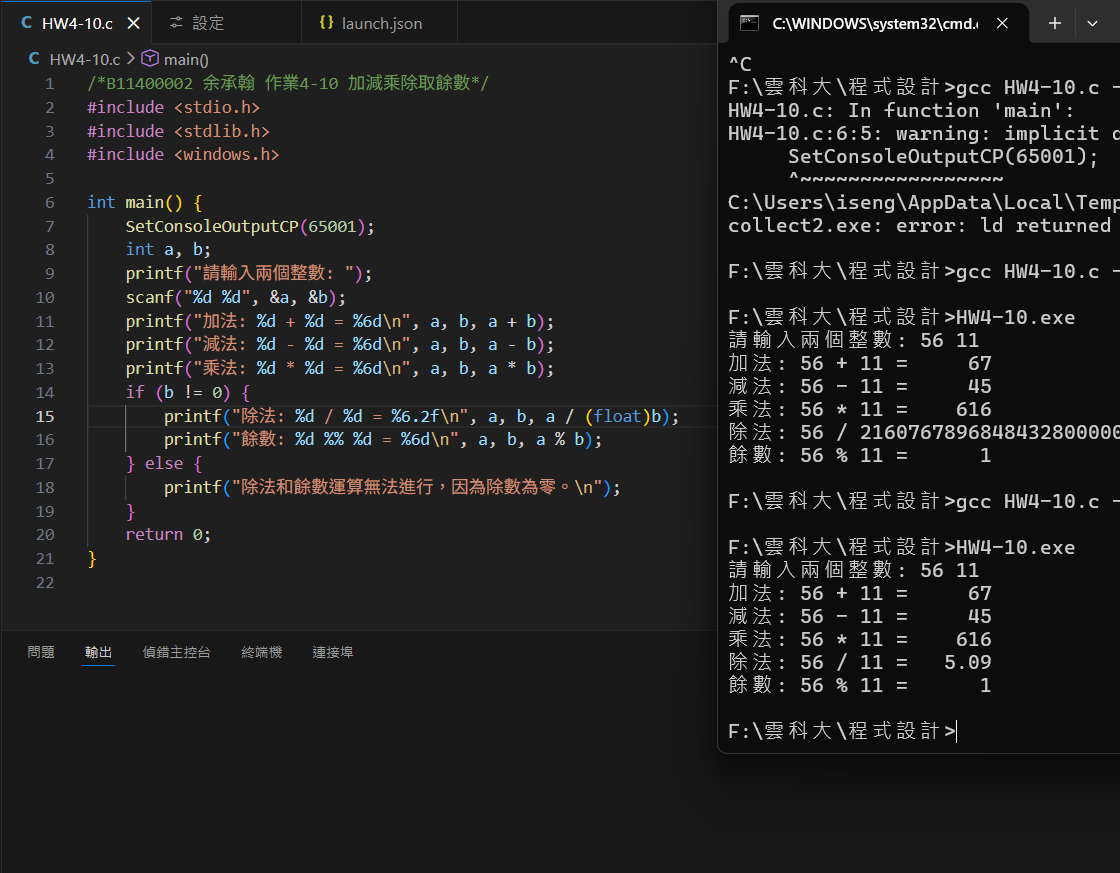 HW4-10.c
設定
launch.json
HW4-10.c > main()
1 /*B11400002 余承翰 作業4-10 加減乘除取餘數*/
2 #include <stdio.h>
3 #include <stdlib.h>
4 #include <windows.h>
5
6 int main() {
7 SetConsoleOutputCP(65001);
8 int a, b;
9 printf("請輸入兩個整數: ");
10 scanf("%d %d", &a, &b);
11 printf("加法: %d + %d = %6d\n", a, b, a + b);
12 printf("減法: %d - %d = %6d\n", a, b, a - b);
13 printf("乘法: %d * %d = %6d\n", a, b, a * b);
14 if (b != 0) {
15 printf("除法: %d / %d = %6.2f\n", a, b, a / (float)b);
16 printf("餘數: %d %% %d = %6d\n", a, b, a % b);
17 } else {
18 printf("除法和餘數運算無法進行，因為除數為零。\n");
19 }
20 return 0;
21 }
22
問題 輸出 偵錯主控台 終端機 連接埠
C:\WINDOWS\system32\cmd.
^C
F:\雲科大\程式設計>gcc HW4-10.c -
HW4-10.c: In function 'main':
HW4-10.c:6:5: warning: implicit
SetConsoleOutputCP(65001);
^~~~~~~~~~~~~~~~~~
C:\Users\iseng\AppData\Local\Temp
collect2.exe: error: ld returned
F:\雲科大\程式設計>gcc HW4-10.c -
F:\雲科大\程式設計>HW4-10.exe
請輸入兩個整數: 56 11
加法: 56 + 11 =     67
減法: 56 - 11 =     45
乘法: 56 * 11 =    616
除法: 56 / 2160767896848432800000
餘數: 56 % 11 =      1
F:\雲科大\程式設計>gcc HW4-10.c -
F:\雲科大\程式設計>HW4-10.exe
請輸入兩個整數: 56 11
加法: 56 + 11 =     67
減法: 56 - 11 =     45
乘法: 56 * 11 =    616
除法: 56 / 11 =   5.09
餘數: 56 % 11 =      1
F:\雲科大\程式設計>